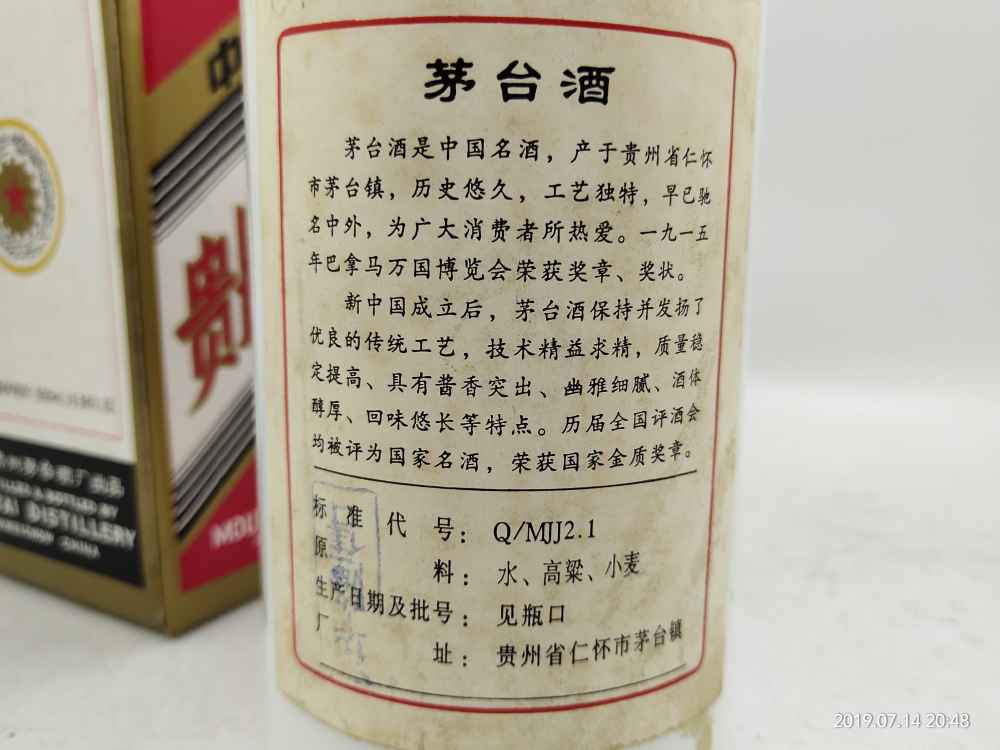 茅台酒
茅台酒是中国名酒，产于贵州省仁怀
市茅台镇，历史悠久，工艺独特，早已驰
名中外，为广大消费者所热爱。一九一五
年巴拿马万国博览会荣获奖章、奖状。
新中国成立后，茅台酒保持并发扬了
优良的传统工艺，技术精益求精，质量稳
定提高、具有酱香突出、幽雅细腻、酒体
醇厚、回味悠长等特点。历届全国评酒会
均被评为国家名酒，荣获国家金质奖章。
标准代号：Q/MJJ2.1
原料：水、高粱、小麦
生产日期及批号：见瓶口
厂址：贵州省仁怀市茅台镇
中
贵
MOU
DISTILLERY
CHINA
2019.07.14 20:48